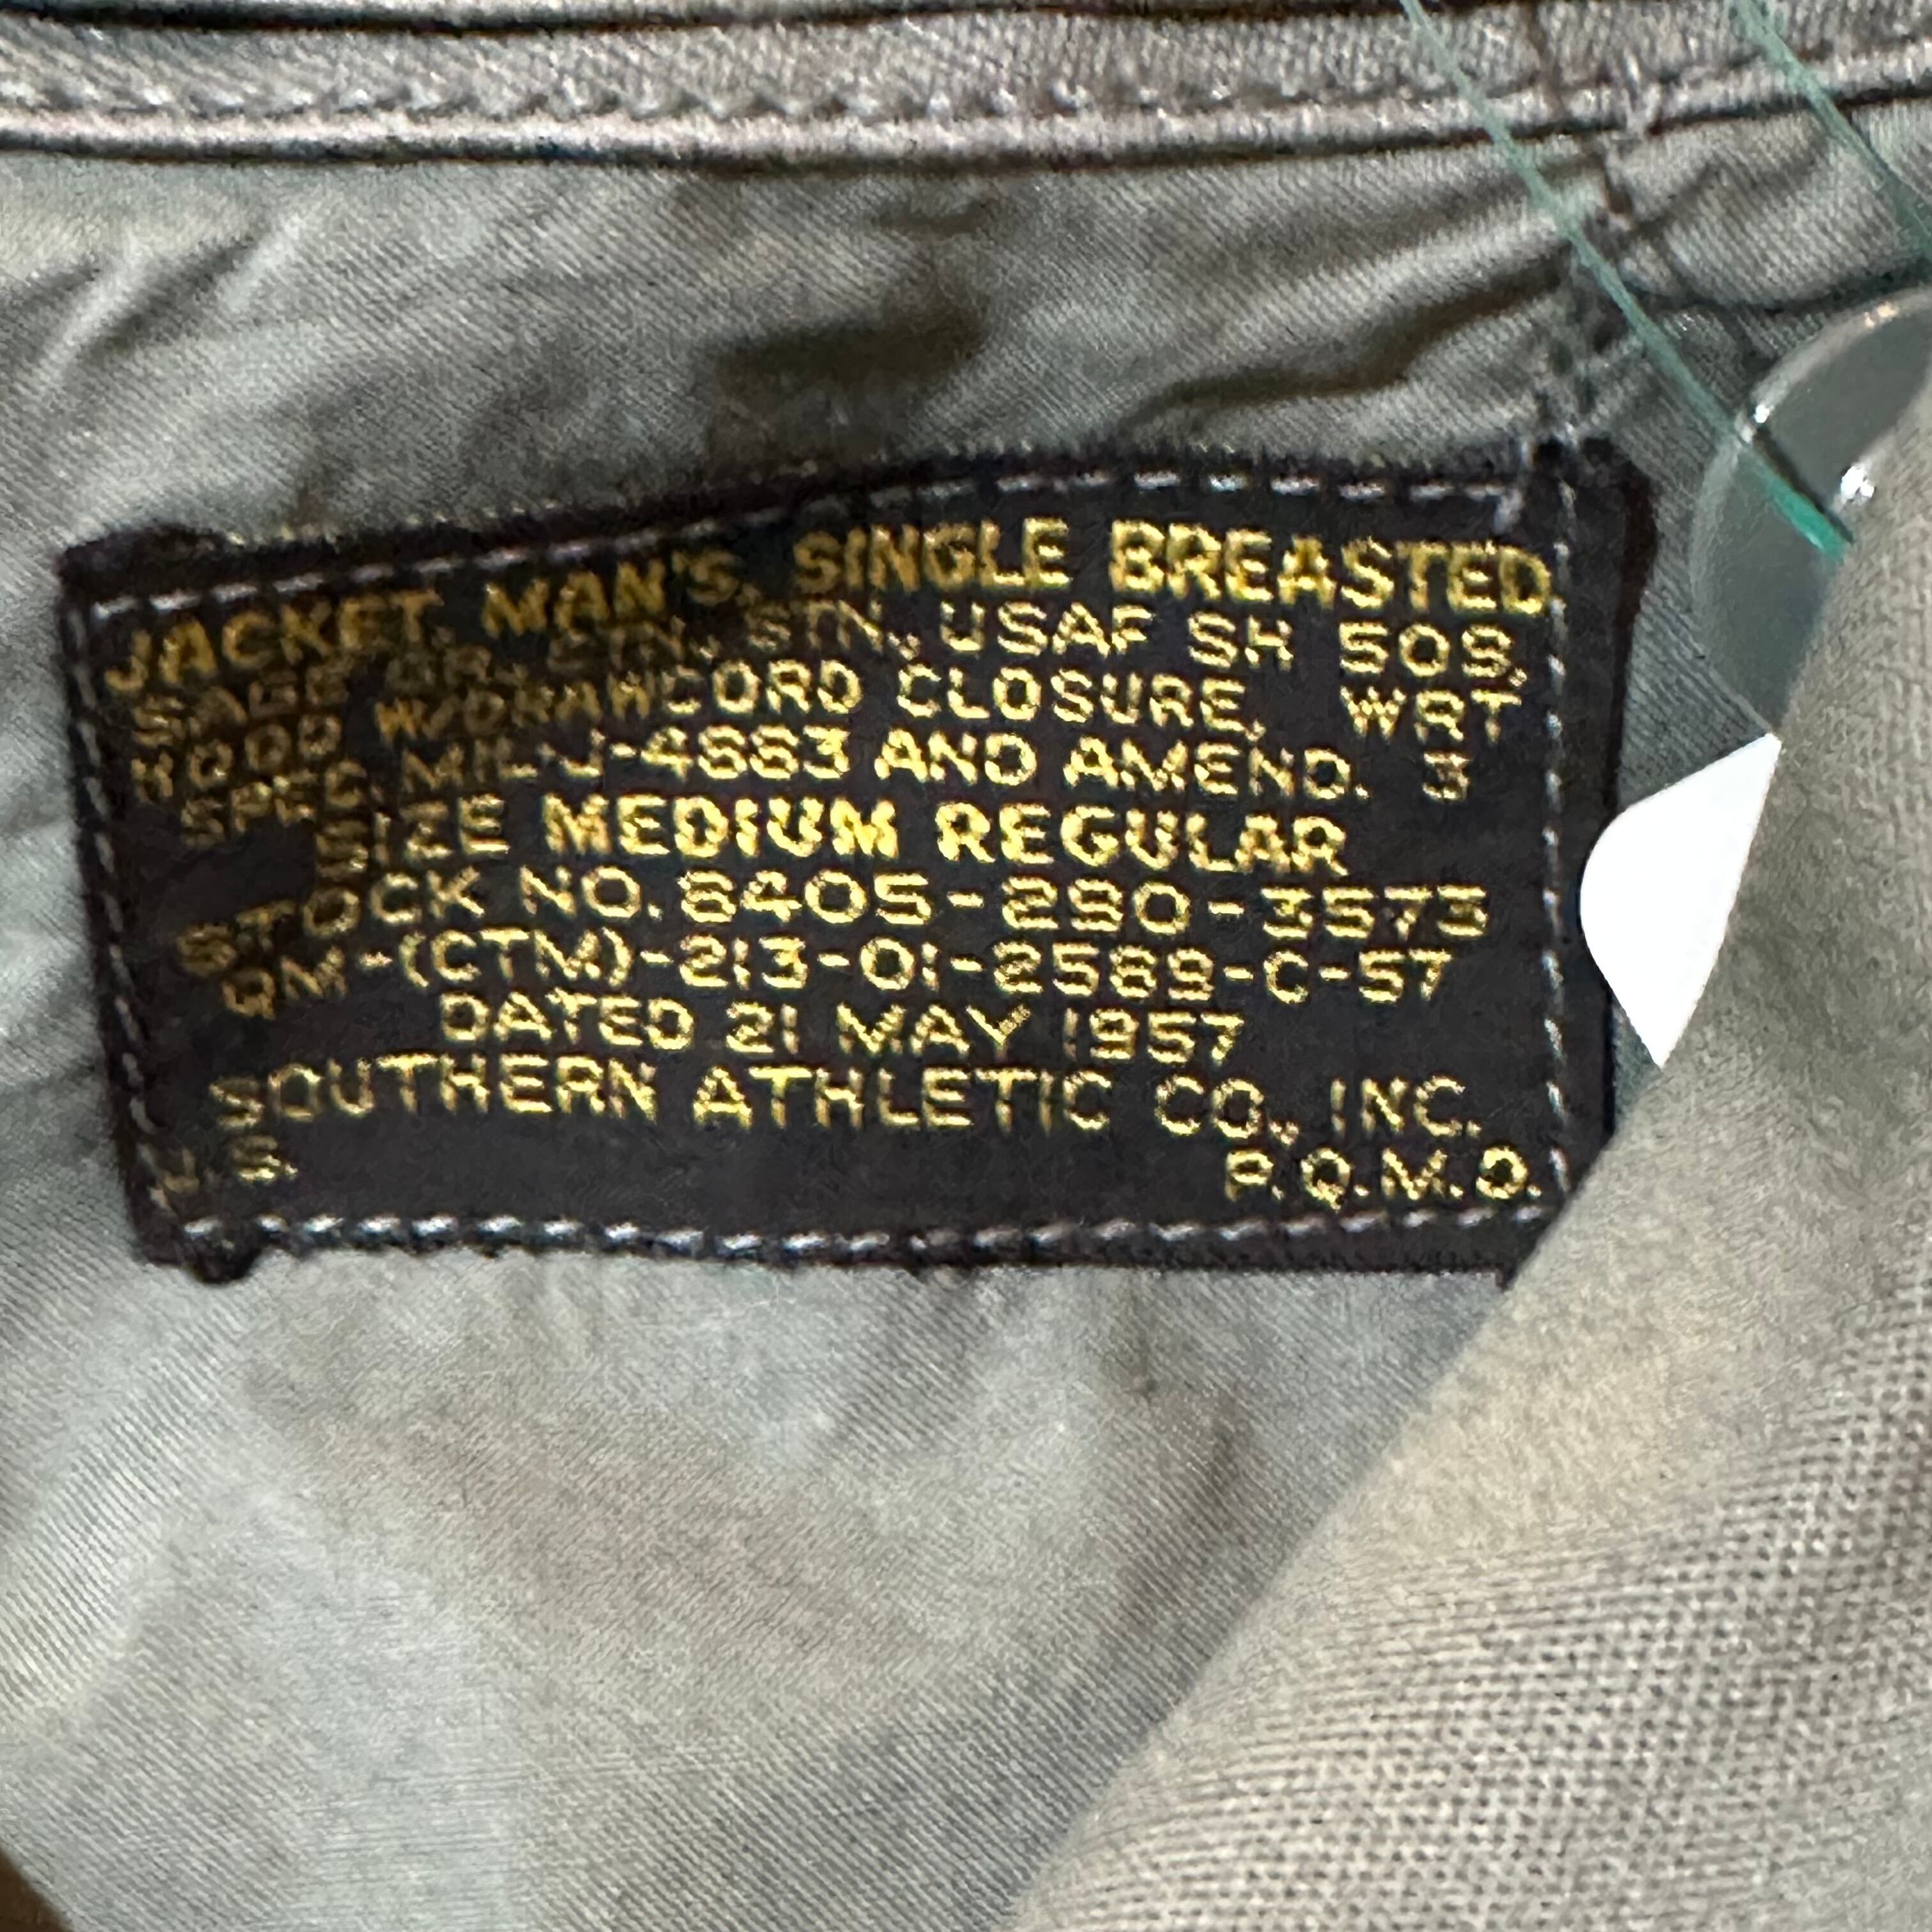 JACKET, MAN'S, SINGLE BREASTED
SAGE GR., CTN. STN., USAF SH 509,
HOOD W/DRAWCORD CLOSURE, WRT
SPEC. MIL-J-4883 AND AMEND. 3
SIZE MEDIUM REGULAR
STOCK NO. 8405-290-3573
QM-(CTM)-213-01-2589-C-57
DATED 21 MAY 1957
SOUTHERN ATHLETIC CO., INC.
U. S. P.Q.M.D.